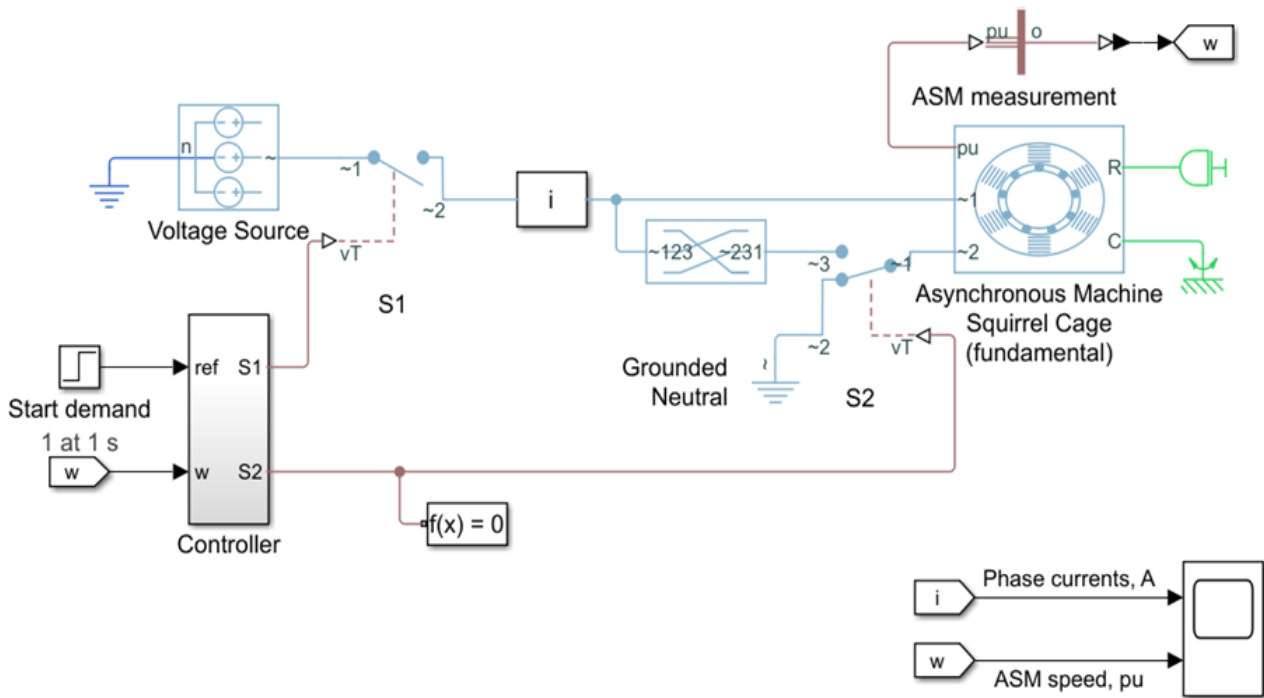 pu
o
w
ASM measurement
n
~
~1
~2
Voltage Source
vT
S1
i
pu
R
~1
~123
~231
~3
~1
~2
C
Asynchronous Machine
Squirrel Cage
(fundamental)
~2
vT
~
Grounded
Neutral
S2
ref
S1
Start demand
1 at 1 s
w
w
S2
f(x) = 0
Controller
i
Phase currents, A
w
ASM speed, pu